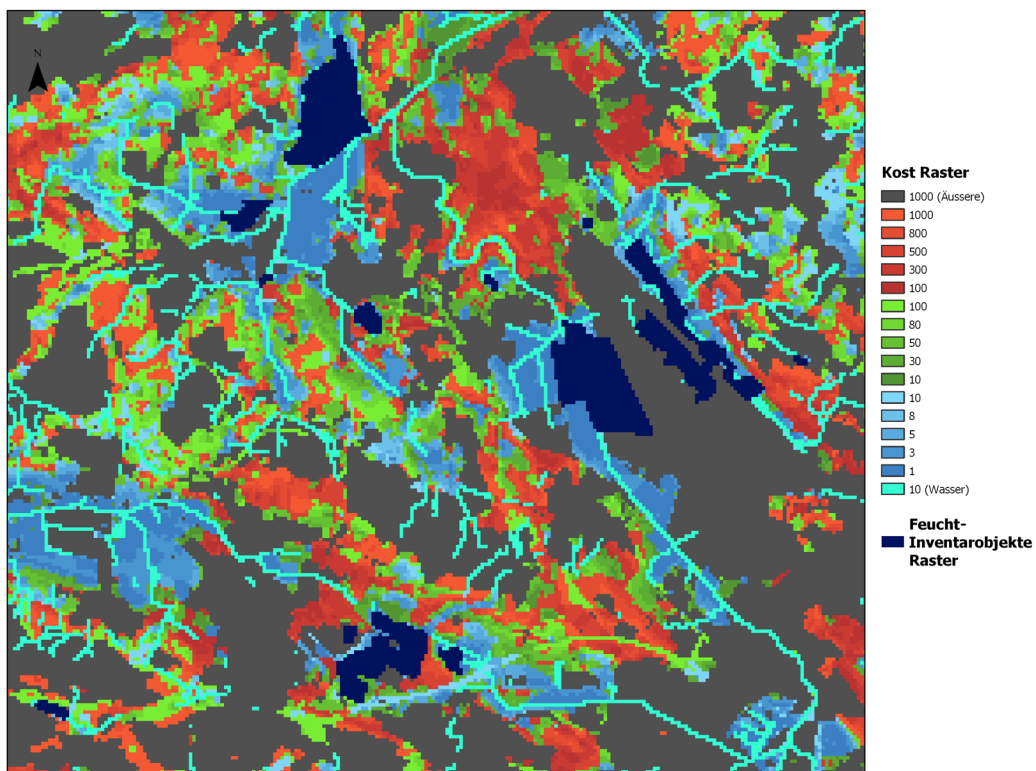 N
Kost Raster
1000 (Äussere)
1000
800
500
300
100
100
80
50
30
10
10
8
5
3
1
10 (Wasser)
Feucht-
Inventarobjekte
Raster